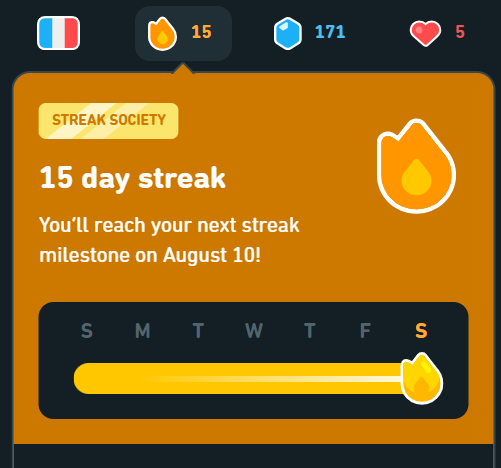 15 171 5
STREAK SOCIETY
15 day streak
You'll reach your next streak
milestone on August 10!
S M T W T F S